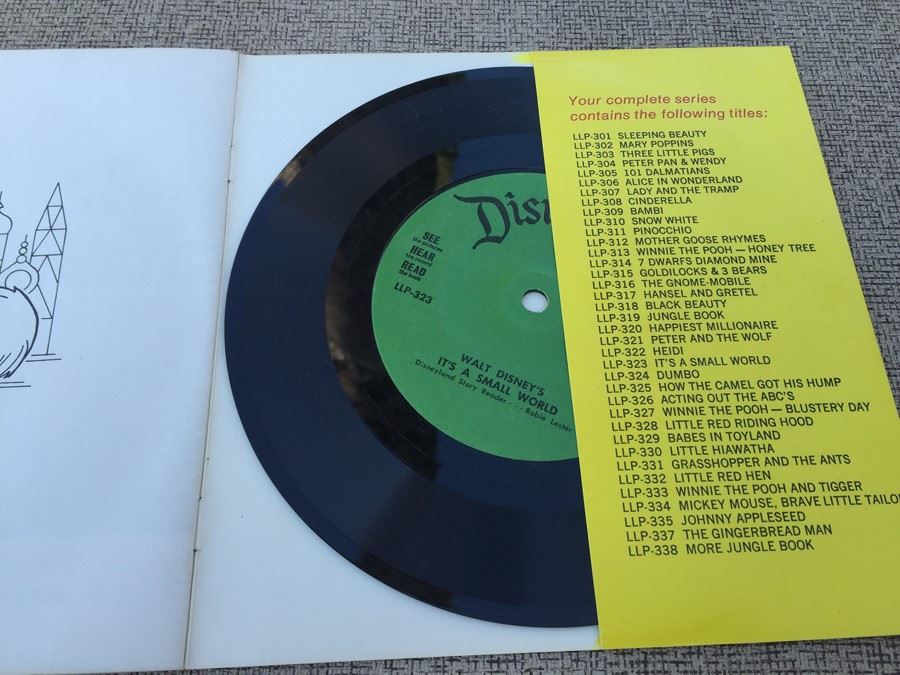 Disn
SEE
the pictures
HEAR
the record
READ
the book
LLP-323
WALT DISNEY'S
IT'S A SMALL WORLD
Disneyland Story Reader . . . Robie Lester
Your complete series
contains the following titles:
LLP-301 SLEEPING BEAUTY
LLP-302 MARY POPPINS
LLP-303 THREE LITTLE PIGS
LLP-304 PETER PAN & WENDY
LLP-305 101 DALMATIANS
LLP-306 ALICE IN WONDERLAND
LLP-307 LADY AND THE TRAMP
LLP-308 CINDERELLA
LLP-309 BAMBI
LLP-310 SNOW WHITE
LLP-311 PINOCCHIO
LLP-312 MOTHER GOOSE RHYMES
LLP-313 WINNIE THE POOH — HONEY TREE
LLP-314 7 DWARFS DIAMOND MINE
LLP-315 GOLDILOCKS & 3 BEARS
LLP-316 THE GNOME-MOBILE
LLP-317 HANSEL AND GRETEL
LLP-318 BLACK BEAUTY
LLP-319 JUNGLE BOOK
LLP-320 HAPPIEST MILLIONAIRE
LLP-321 PETER AND THE WOLF
LLP-322 HEIDI
LLP-323 IT'S A SMALL WORLD
LLP-324 DUMBO
LLP-325 HOW THE CAMEL GOT HIS HUMP
LLP-326 ACTING OUT THE ABC'S
LLP-327 WINNIE THE POOH — BLUSTERY DAY
LLP-328 LITTLE RED RIDING HOOD
LLP-329 BABES IN TOYLAND
LLP-330 LITTLE HIAWATHA
LLP-331 GRASSHOPPER AND THE ANTS
LLP-332 LITTLE RED HEN
LLP-333 WINNIE THE POOH AND TIGGER
LLP-334 MICKEY MOUSE, BRAVE LITTLE TAILO
LLP-335 JOHNNY APPLESEED
LLP-337 THE GINGERBREAD MAN
LLP-338 MORE JUNGLE BOOK